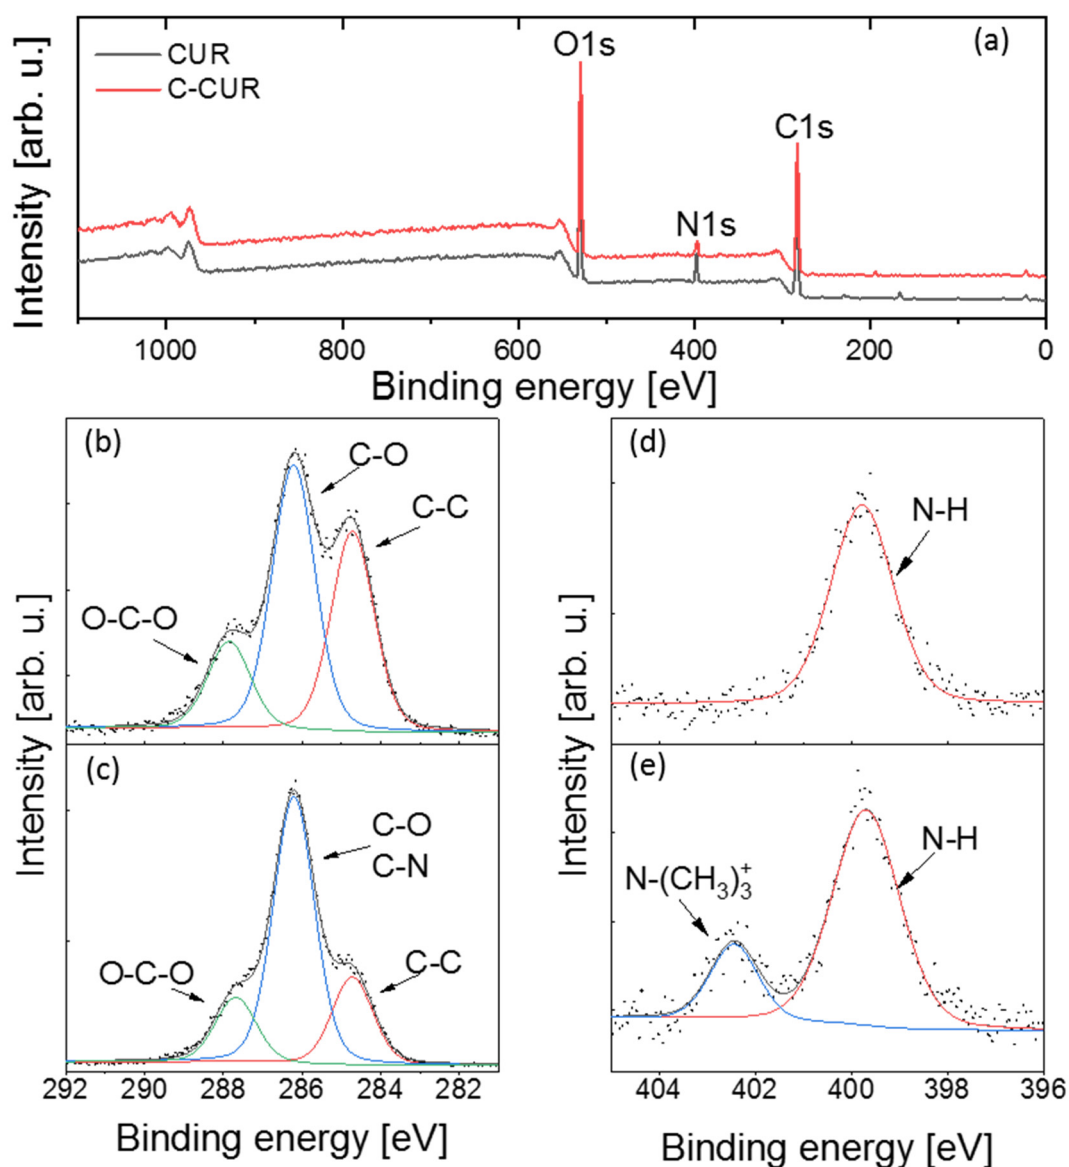 (a)
CUR
C-CUR
O1s
N1s
C1s
Intensity [arb. u.]
1000
800
600
400
200
0
Binding energy [eV]
(b)
C-O
C-C
O-C-O
(c)
C-O
C-N
O-C-O
C-C
Intensity [arb. u.]
292
290
288
286
284
282
Binding energy [eV]
(d)
N-H
(e)
N-(CH₃)₃⁺
N-H
Intensity [arb. u.]
404
402
400
398
396
Binding energy [eV]